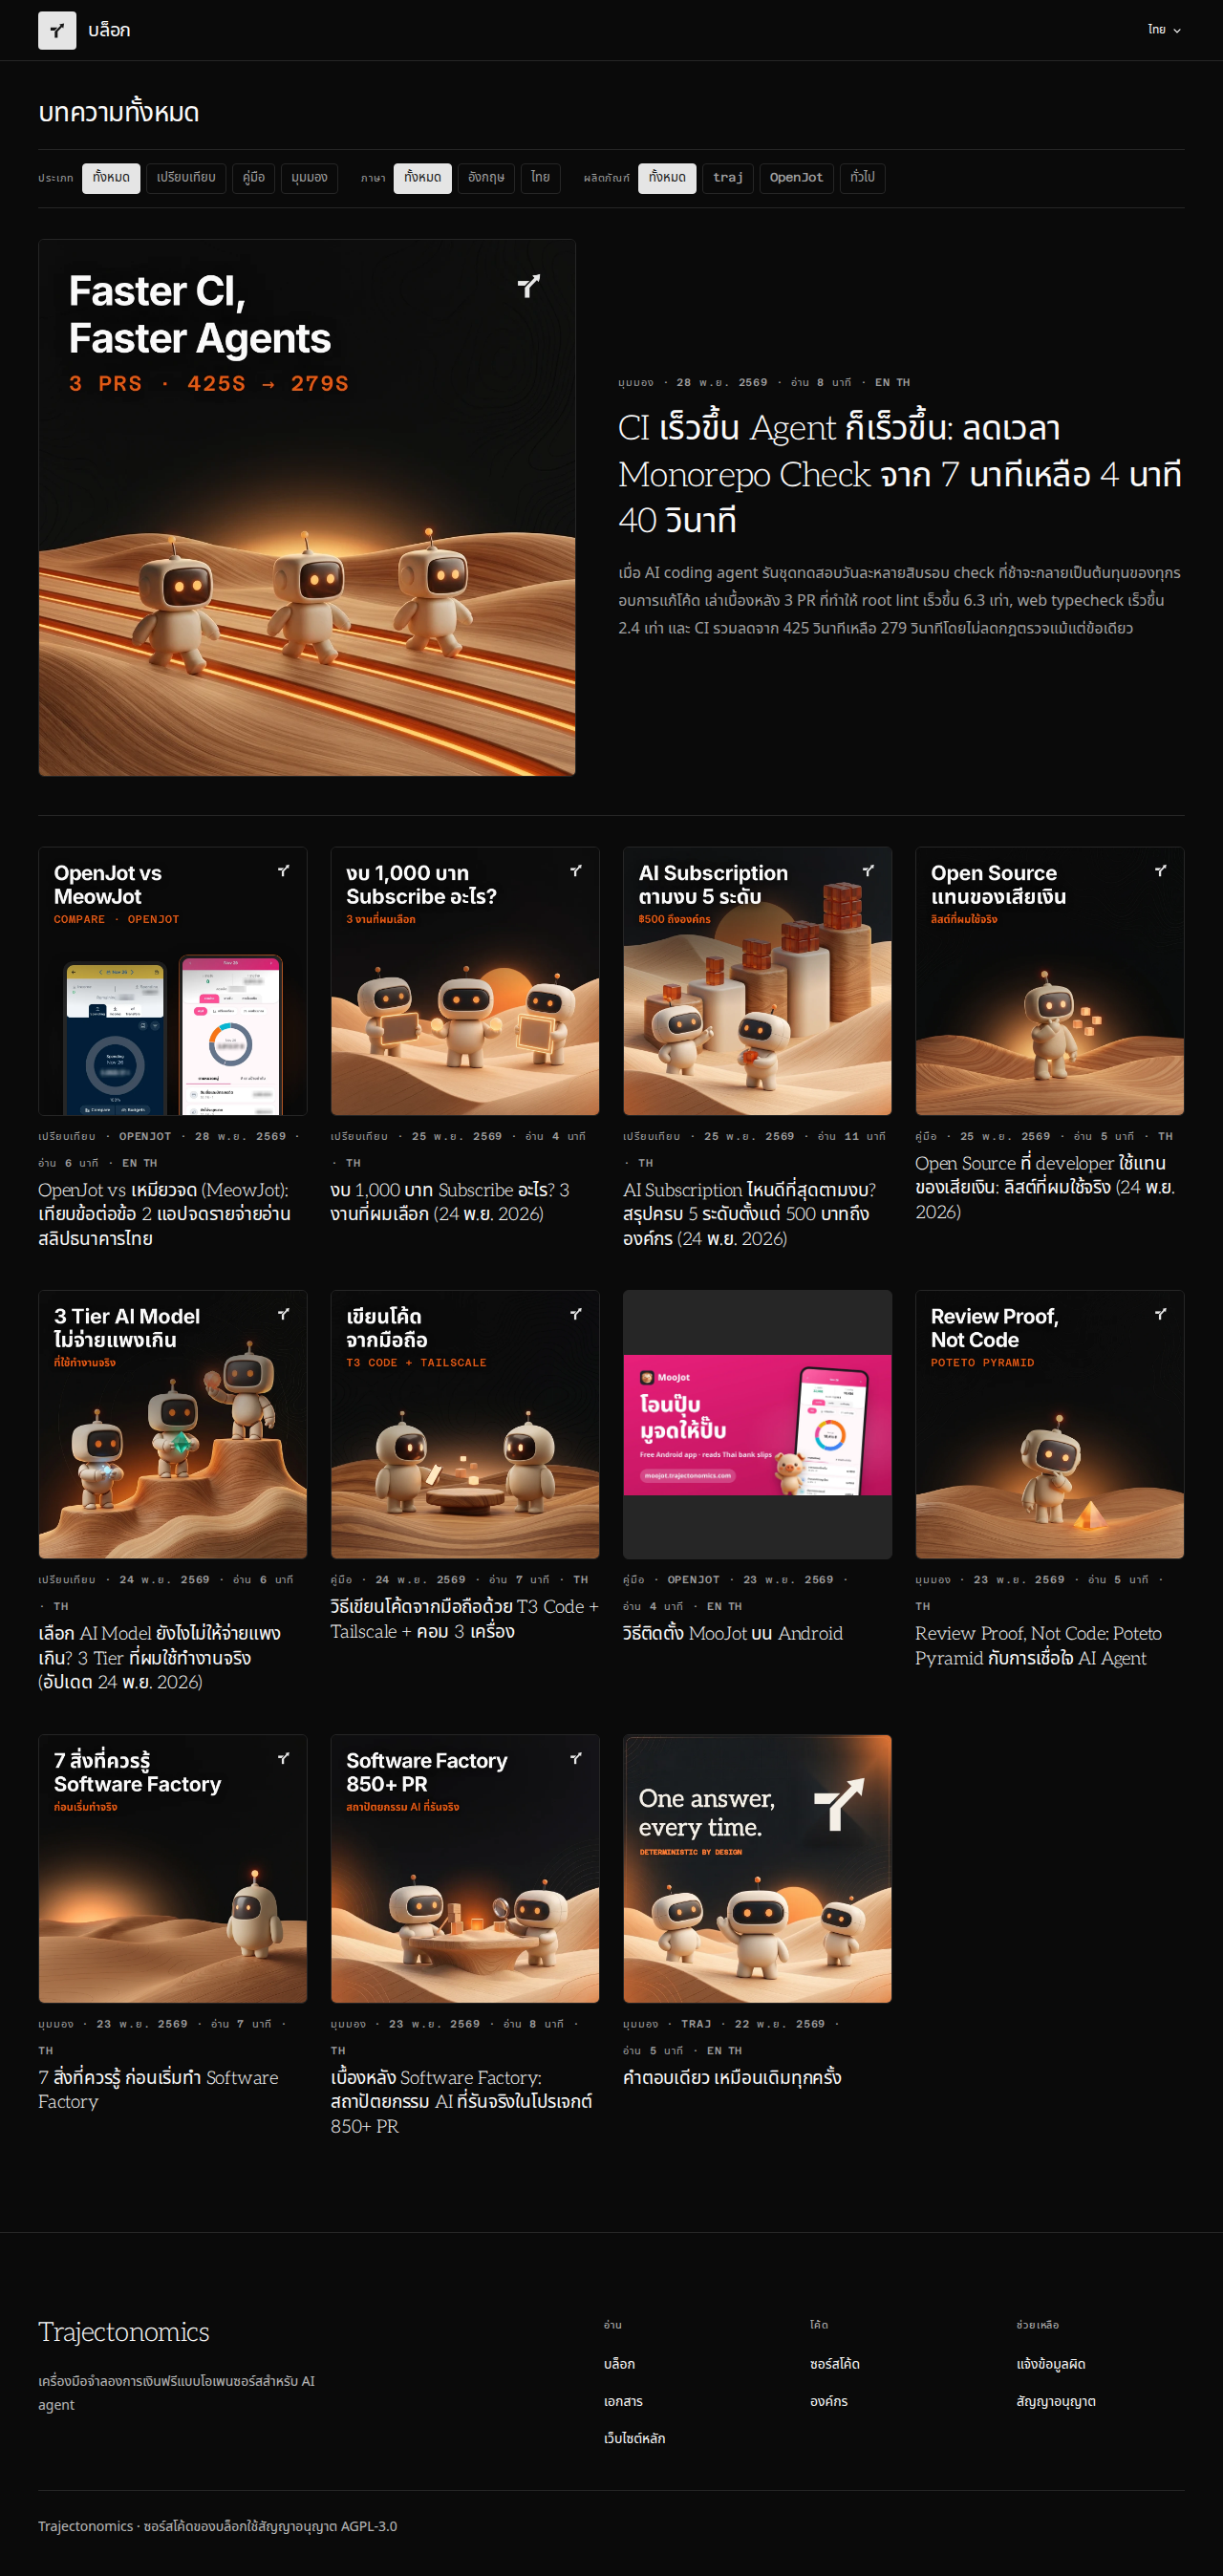 บล็อก
ไทย
บทความทั้งหมด
ประเภท ทั้งหมด เปรียบเทียบ คู่มือ มุมมอง ภาษา ทั้งหมด อังกฤษ ไทย ผลิตภัณฑ์ ทั้งหมด traj OpenJot ทั่วไป
Faster CI,
Faster Agents
3 PRS · 425S → 279S
มุมมอง · 28 พ.ย. 2569 · อ่าน 8 นาที · EN TH
CI เร็วขึ้น Agent ก็เร็วขึ้น: ลดเวลา
Monorepo Check จาก 7 นาทีเหลือ 4 นาที
40 วินาที
เมื่อ AI coding agent รันชุดทดสอบวันละหลายสิบรอบ check ที่ช้าจะกลายเป็นต้นทุนของทุกร
อบการแก้โค้ด เล่าเบื้องหลัง 3 PR ที่ทำให้ root lint เร็วขึ้น 6.3 เท่า, web typecheck เร็วขึ้น
2.4 เท่า และ CI รวมลดจาก 425 วินาทีเหลือ 279 วินาทีโดยไม่ลดกฎตรวจแม้แต่ข้อเดียว
OpenJot vs
MeowJot
COMPARE · OPENJOT
เปรียบเทียบ · OPENJOT · 28 พ.ย. 2569 ·
อ่าน 6 นาที · EN TH
OpenJot vs เหมียวจด (MeowJot):
เทียบข้อต่อข้อ 2 แอปจดรายจ่ายอ่าน
สลิปธนาคารไทย
งบ 1,000 บาท
Subscribe อะไร?
3 งานที่ผมเลือก
เปรียบเทียบ · 25 พ.ย. 2569 · อ่าน 4 นาที
· TH
งบ 1,000 บาท Subscribe อะไร? 3
งานที่ผมเลือก (24 พ.ย. 2026)
AI Subscription
ตามงบ 5 ระดับ
฿500 ถึงองค์กร
เปรียบเทียบ · 25 พ.ย. 2569 · อ่าน 11 นาที
· TH
AI Subscription ไหนดีที่สุดตามงบ?
สรุปครบ 5 ระดับตั้งแต่ 500 บาทถึง
องค์กร (24 พ.ย. 2026)
Open Source
แทนของเสียเงิน
ลิสต์ที่ผมใช้จริง
คู่มือ · 25 พ.ย. 2569 · อ่าน 5 นาที · TH
Open Source ที่ developer ใช้แทน
ของเสียเงิน: ลิสต์ที่ผมใช้จริง (24 พ.ย.
2026)
3 Tier AI Model
ไม่จ่ายแพงเกิน
ที่ใช้ทำงานจริง
เปรียบเทียบ · 24 พ.ย. 2569 · อ่าน 6 นาที
· TH
เลือก AI Model ยังไงไม่ให้จ่ายแพง
เกิน? 3 Tier ที่ผมใช้ทำงานจริง
(อัปเดต 24 พ.ย. 2026)
เขียนโค้ด
จากมือถือ
T3 CODE + TAILSCALE
คู่มือ · 24 พ.ย. 2569 · อ่าน 7 นาที · TH
วิธีเขียนโค้ดจากมือถือด้วย T3 Code +
Tailscale + คอม 3 เครื่อง
MooJot
โอนปุ๊บ
มูจดให้ปั๊บ
Free Android app · reads Thai bank slips
moojot.trajectonomics.com
คู่มือ · OPENJOT · 23 พ.ย. 2569 ·
อ่าน 4 นาที · EN TH
วิธีติดตั้ง MooJot บน Android
Review Proof,
Not Code
POTETO PYRAMID
มุมมอง · 23 พ.ย. 2569 · อ่าน 5 นาที ·
TH
Review Proof, Not Code: Poteto
Pyramid กับการเชื่อใจ AI Agent
7 สิ่งที่ควรรู้
Software Factory
ก่อนเริ่มทำจริง
มุมมอง · 23 พ.ย. 2569 · อ่าน 7 นาที ·
TH
7 สิ่งที่ควรรู้ ก่อนเริ่มทำ Software
Factory
Software Factory
850+ PR
สถาปัตยกรรม AI ที่รันจริง
มุมมอง · 23 พ.ย. 2569 · อ่าน 8 นาที ·
TH
เบื้องหลัง Software Factory:
สถาปัตยกรรม AI ที่รันจริงในโปรเจกต์
850+ PR
One answer,
every time.
DETERMINISTIC BY DESIGN
มุมมอง · TRAJ · 22 พ.ย. 2569 ·
อ่าน 5 นาที · EN TH
คำตอบเดียว เหมือนเดิมทุกครั้ง
Trajectonomics
เครื่องมือจำลองการเงินฟรีแบบโอเพนซอร์สสำหรับ AI
agent
อ่าน
บล็อก
เอกสาร
เว็บไซต์หลัก
โค้ด
ซอร์สโค้ด
องค์กร
ช่วยเหลือ
แจ้งข้อมูลผิด
สัญญาอนุญาต
Trajectonomics · ซอร์สโค้ดของบล็อกใช้สัญญาอนุญาต AGPL-3.0